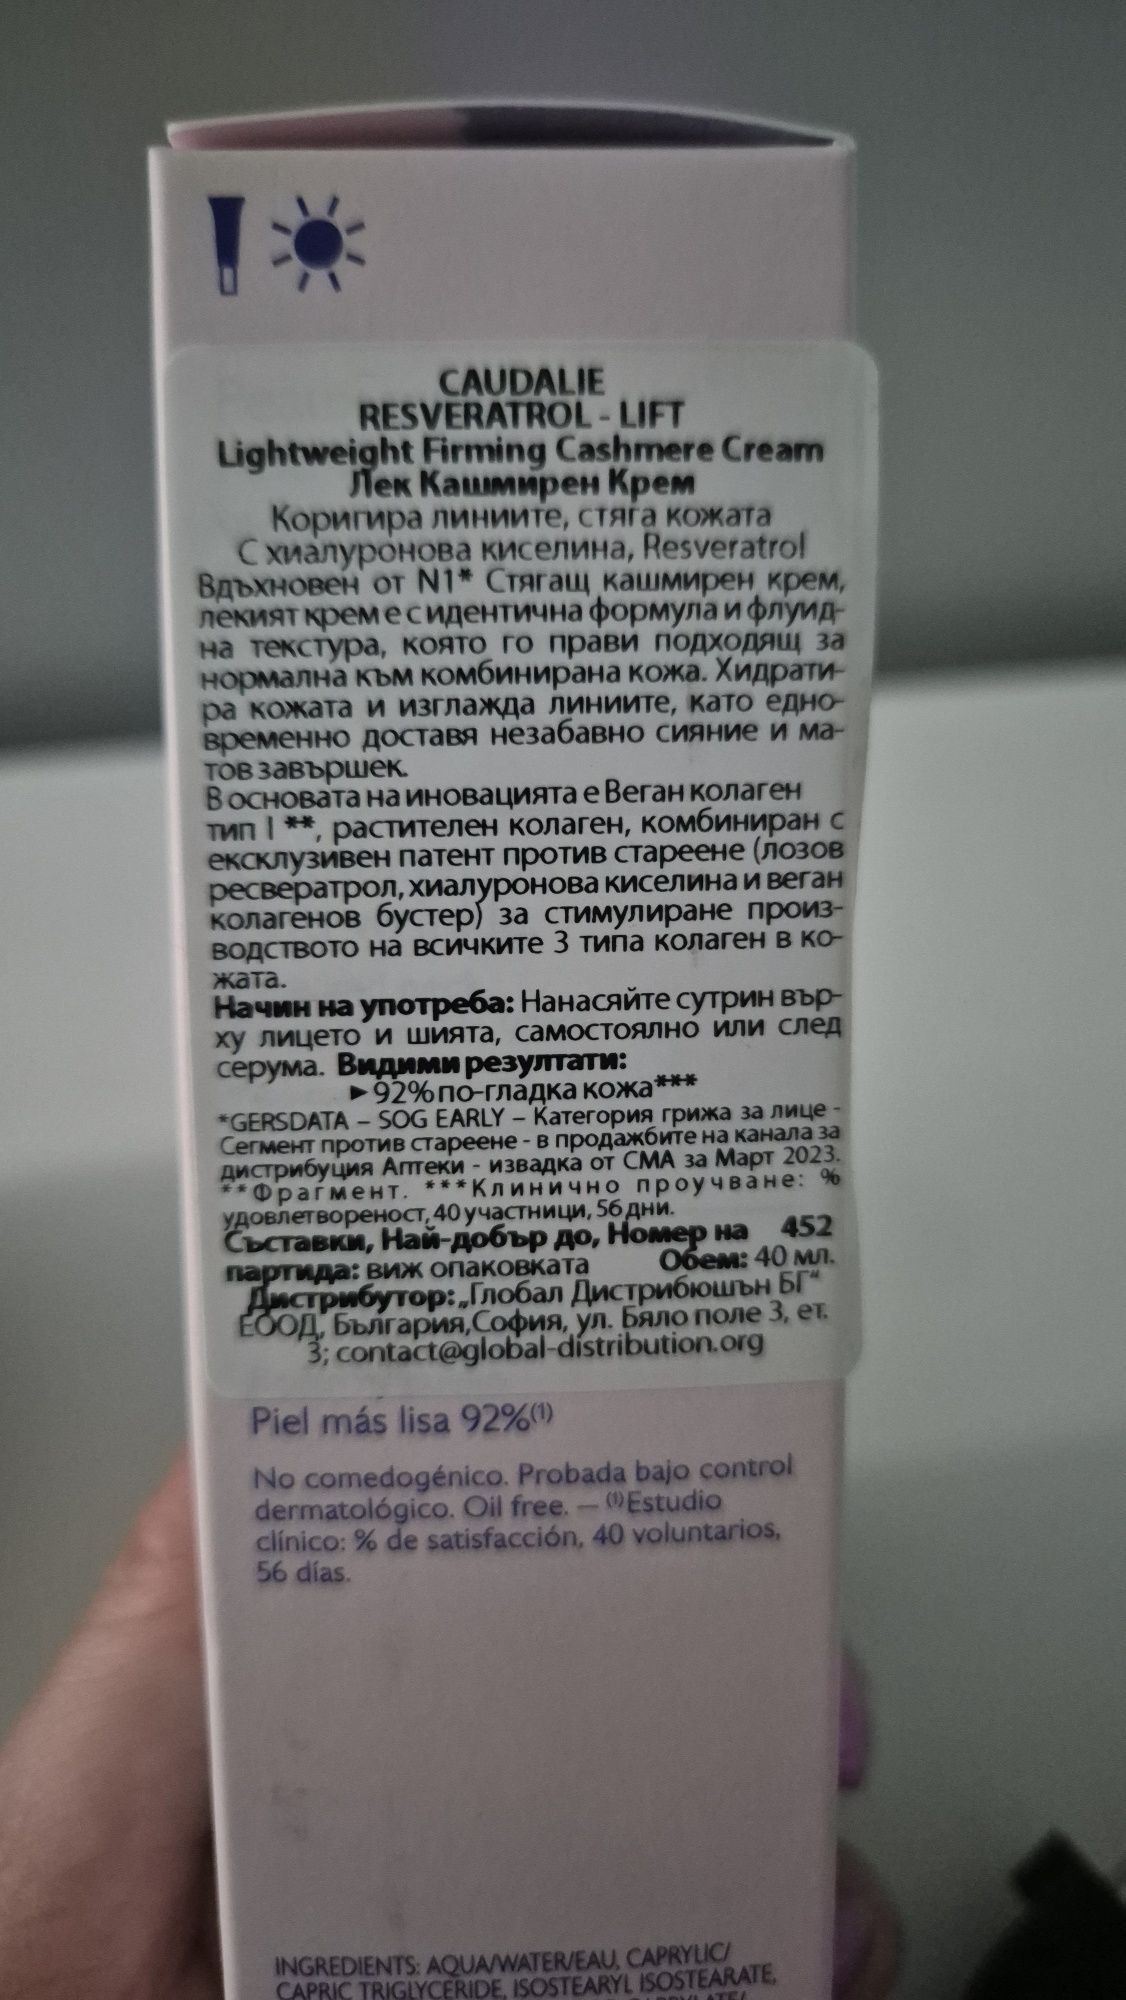 CAUDALIE
RESVERATROL - LIFT
Lightweight Firming Cashmere Cream
Лек Кашмирен Крем
Коригира линиите, стяга кожата
С хиалуронова киселина, Resveratrol
Вдъхновен от N1* Стягащ кашмирен крем,
лекият крем е с идентична формула и флуид-
на текстура, която го прави подходящ за
нормална към комбинирана кожа. Хидрати-
ра кожата и изглажда линиите, като едно-
временно доставя незабавно сияние и ма-
тов завършек.
В основата на иновацията е Веган колаген
тип I **, растителен колаген, комбиниран с
ексклузивен патент против стареене (лозов
ресвератрол, хиалуронова киселина и веган
колагенов бустер) за стимулиране произ-
водството на всичките 3 типа колаген в ко-
жата.
Начин на употреба: Нанасяйте сутрин вър-
ху лицето и шията, самостоялно или след
серума. Видими резултати:
►92% по-гладка кожа***
*GERSDATA – SOG EARLY – Категория грижа за лице -
Сегмент против стареене - в продажбите на канала за
дистрибуция Аптеки - извадка от СМА за Март 2023.
**Фрагмент. ***Клинично проучване: %
удовлетвореност, 40 участници, 56 дни.
Съставки, Най-добър до, Номер на 452
партида: виж опаковката Обем: 40 мл.
Дистрибутор: „Глобал Дистрибюшън БГ“
ЕООД, България, София, ул. Бяло поле 3, ет.
3; contact@global-distribution.org
Piel más lisa 92%(1)
No comedogénico. Probada bajo control
dermatológico. Oil free. – (1)Estudio
clínico: % de satisfacción, 40 voluntarios,
56 días.
INGREDIENTS: AQUA/WATER/EAU, CAPRYLIC/
CAPRIC TRIGLYCERIDE, ISOSTEARYL ISOSTEARATE,